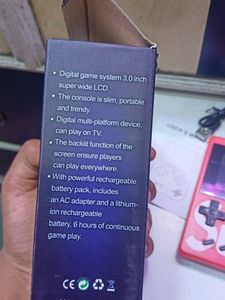 • Digital game system 3.0 inch
super wide LCD.
• The console is slim, portable
and trendy.
• Digital multi-platform device,
can play on TV.
• The backlit function of the
screen ensure players
can play everywhere.
• With powerful rechargeable
battery pack, includes
an AC adapter and a lithium-
ion rechargeable
battery, 6 hours of continuous
game play.
CE
USER'S